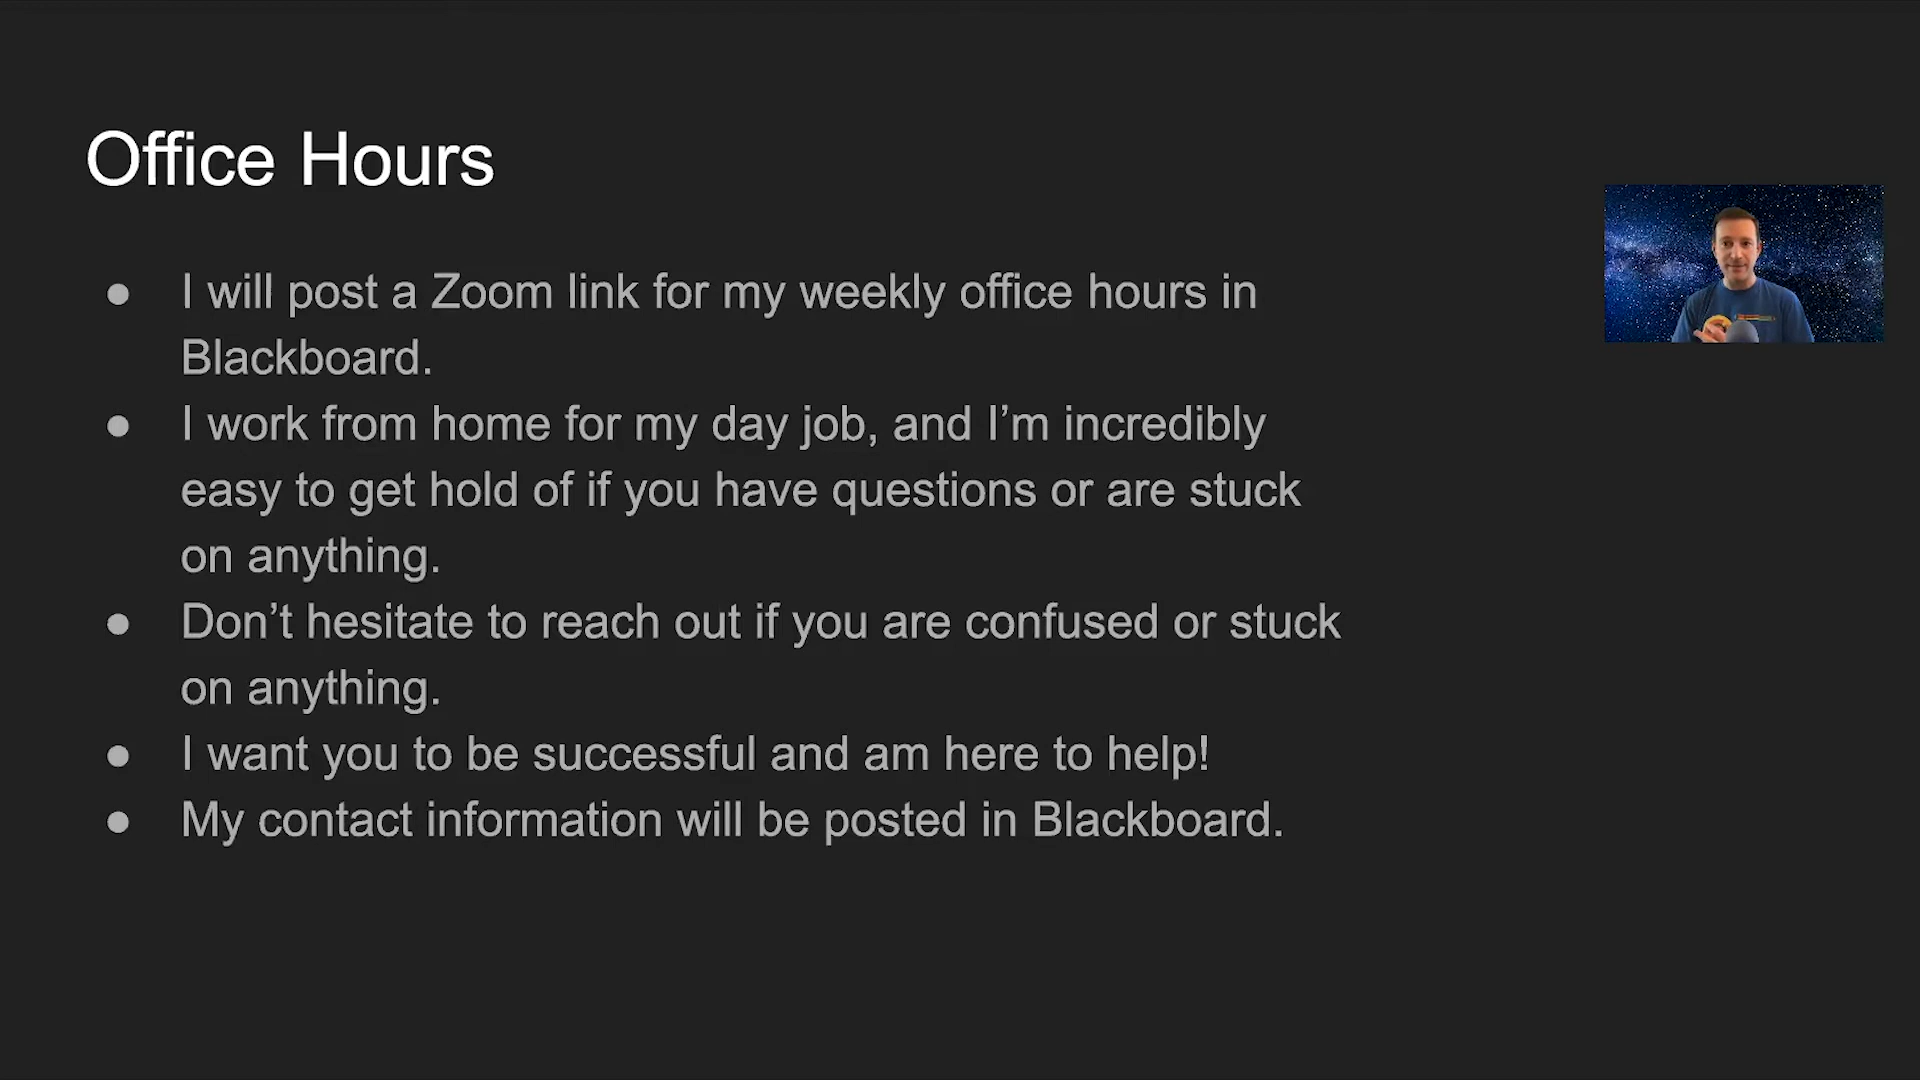 Office Hours
● I will post a Zoom link for my weekly office hours in
Blackboard.
● I work from home for my day job, and I’m incredibly
easy to get hold of if you have questions or are stuck
on anything.
● Don’t hesitate to reach out if you are confused or stuck
on anything.
● I want you to be successful and am here to help!
● My contact information will be posted in Blackboard.